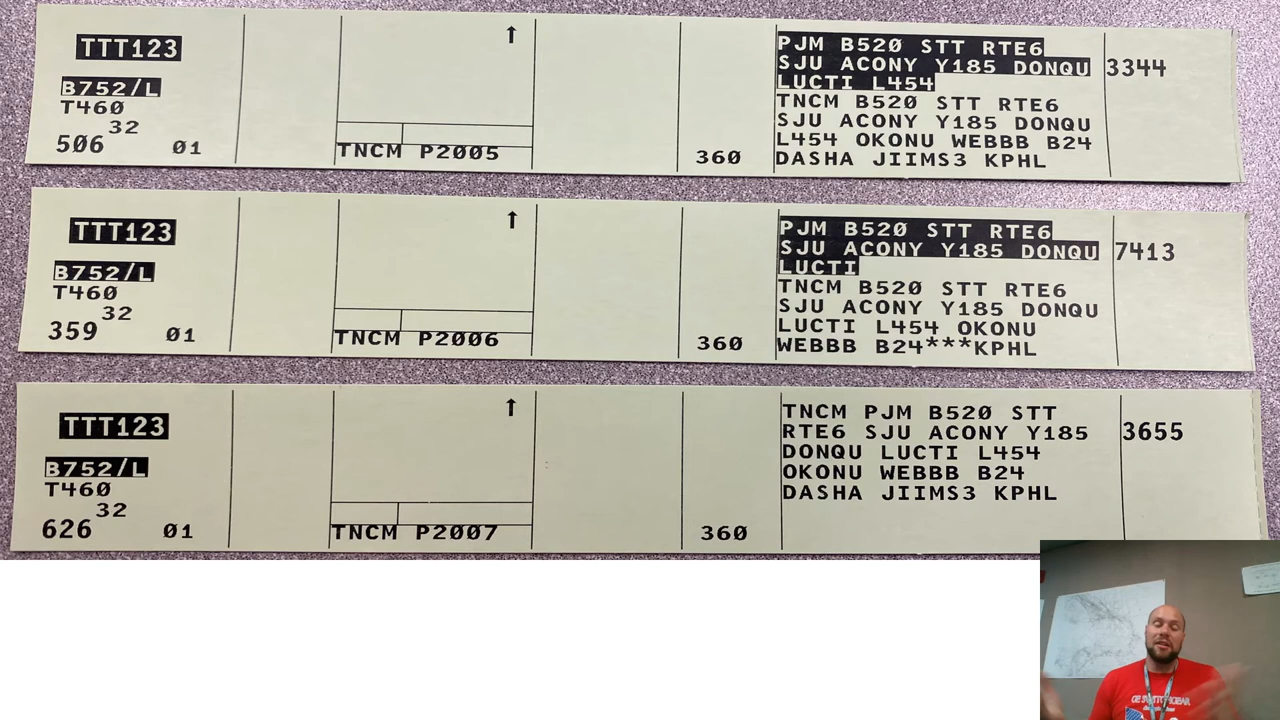 TTT123
B752/L
T460
32
506 01
↑
TNCM P2005
360
PJM B520 STT RTE6
SJU ACONY Y185 DONQU
LUCTI L454
TNCM B520 STT RTE6
SJU ACONY Y185 DONQU
L454 OKONU WEBBB B24
DASHA JIIMS3 KPHL
3344
TTT123
B752/L
T460
32
359 01
↑
TNCM P2006
360
PJM B520 STT RTE6
SJU ACONY Y185 DONQU
LUCTI
TNCM B520 STT RTE6
SJU ACONY Y185 DONQU
LUCTI L454 OKONU
WEBBB B24***KPHL
7413
TTT123
B752/L
T460
32
626 01
↑
TNCM P2007
360
TNCM PJM B520 STT
RTE6 SJU ACONY Y185
DONQU LUCTI L454
OKONU WEBBB B24
DASHA JIIMS3 KPHL
3655